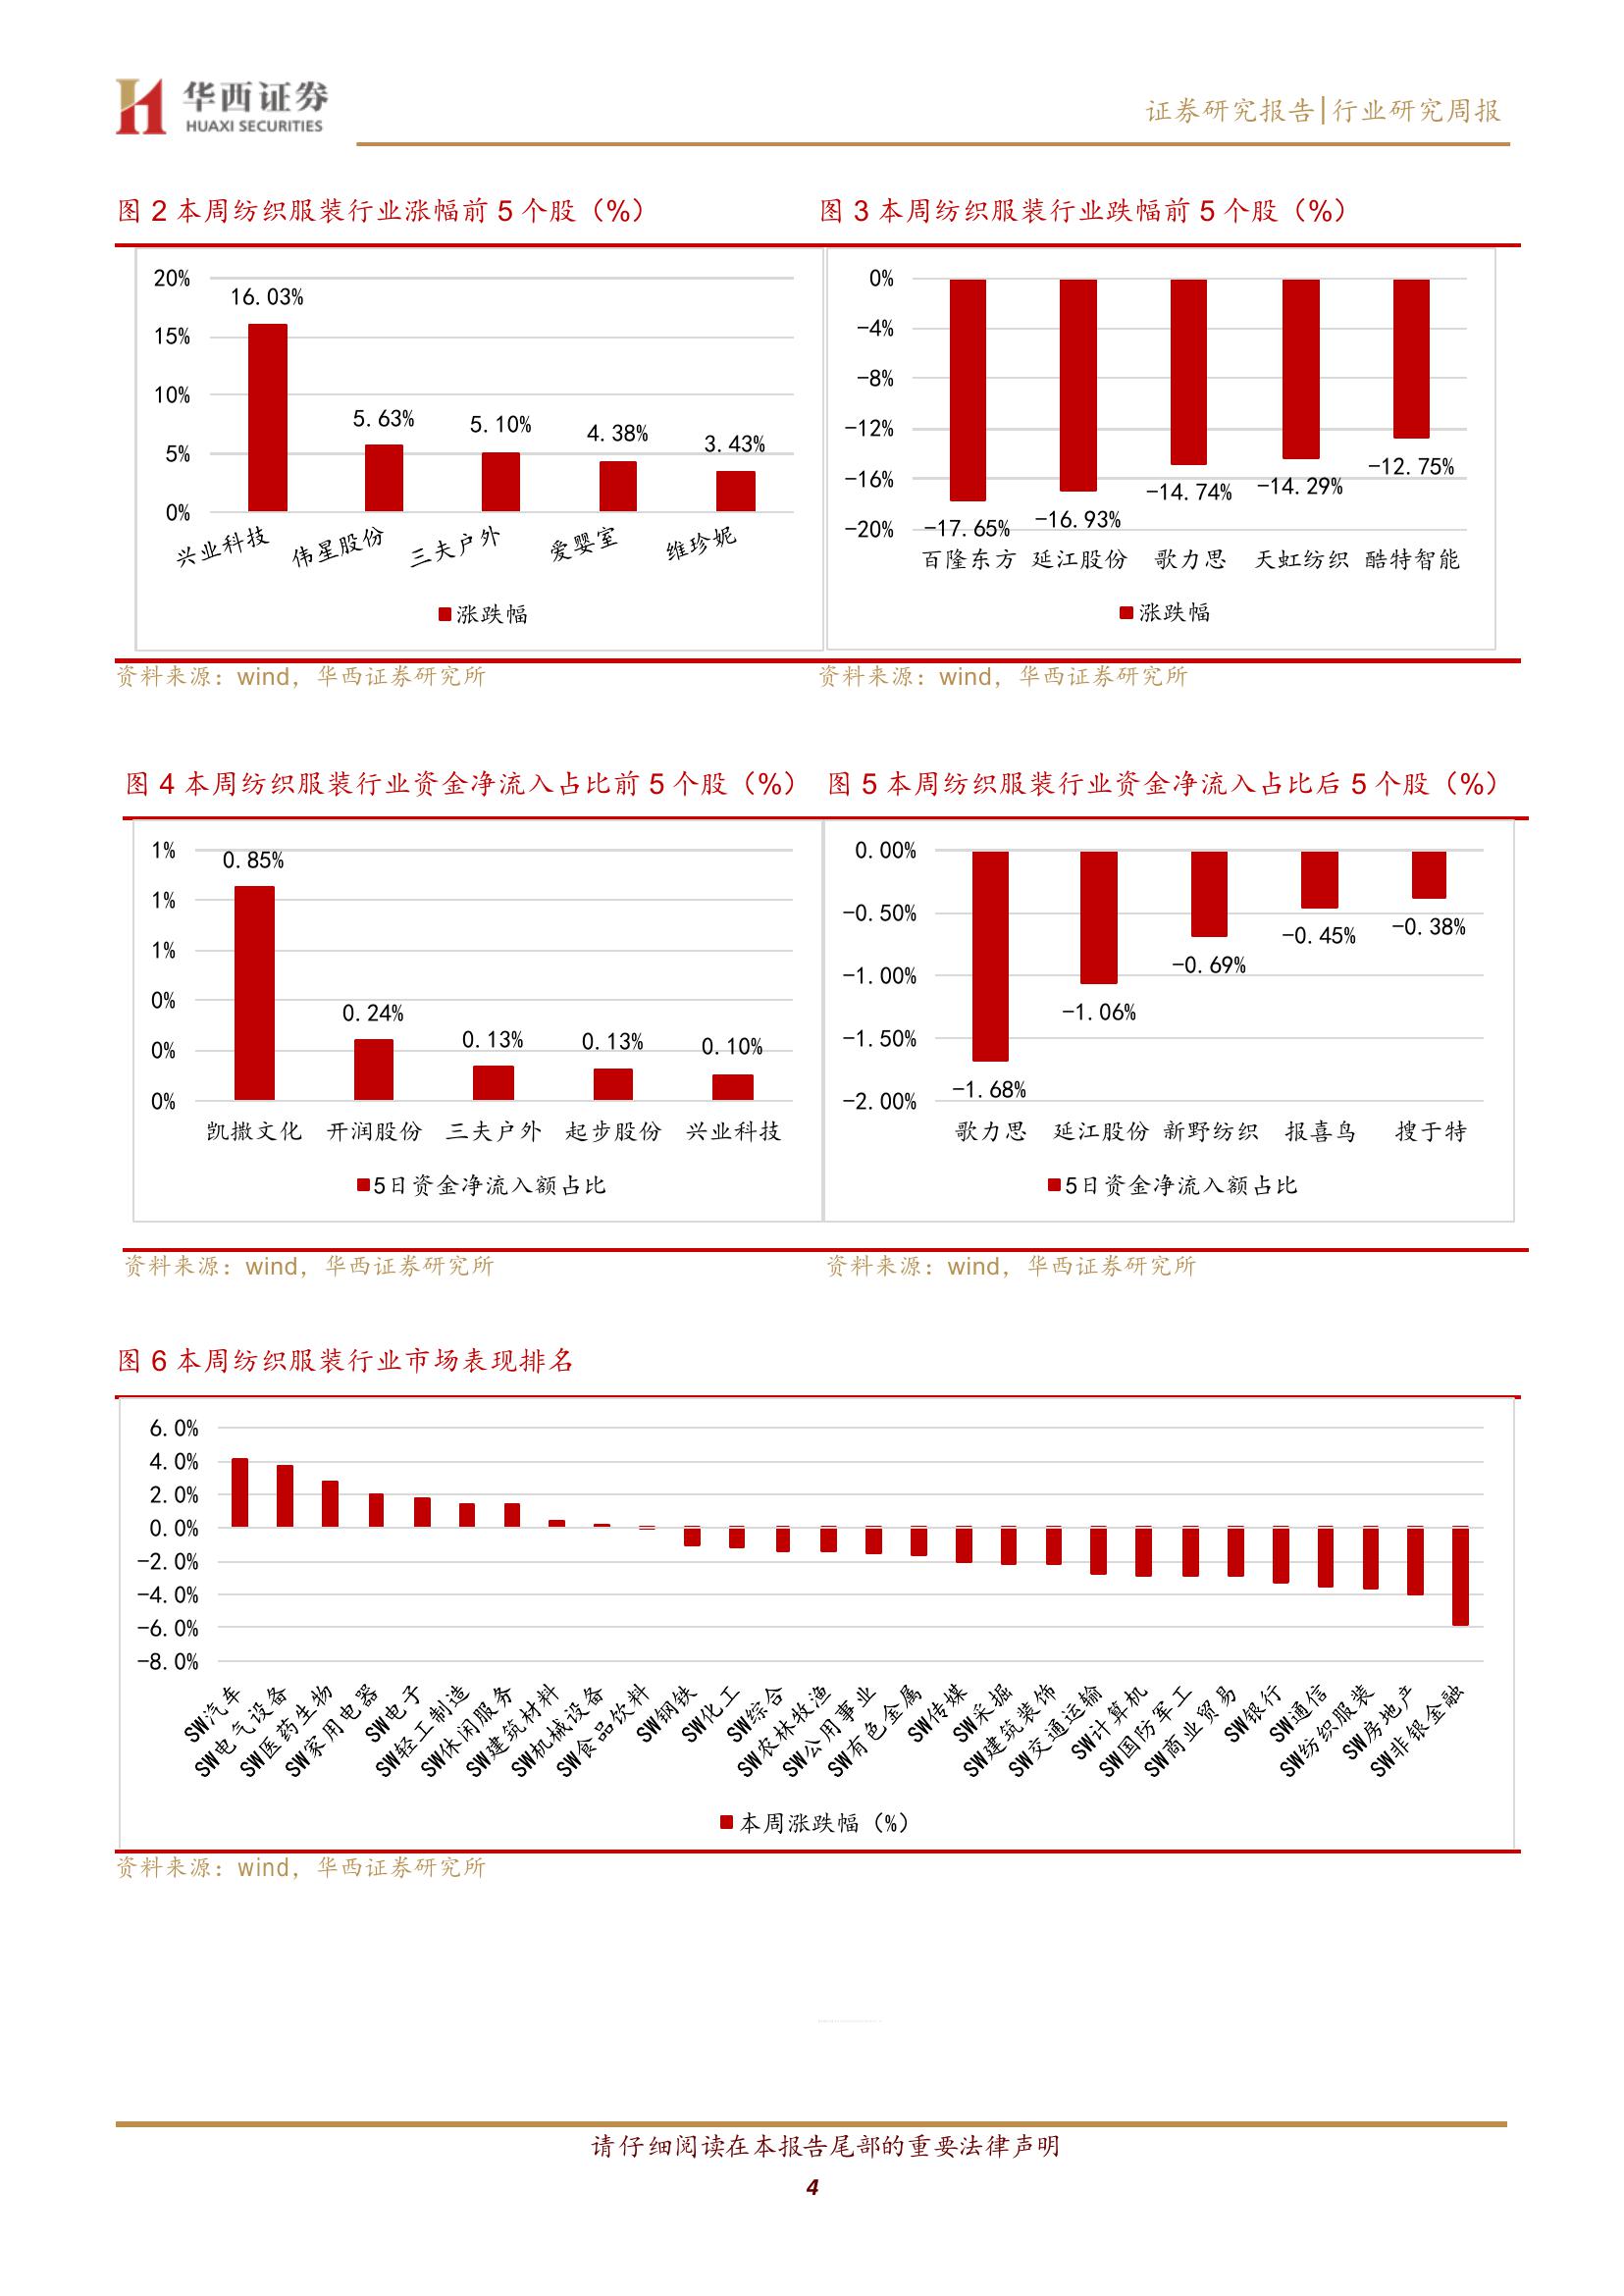 华西证券
HUAXI SECURITIES
证券研究报告|行业研究周报
图 2 本周纺织服装行业涨幅前 5 个股（%）
图 3 本周纺织服装行业跌幅前 5 个股（%）
20%
15%
10%
5%
0%
16.03%
5.63%
5.10%
4.38%
3.43%
兴业科技
伟星股份
三夫户外
爱婴室
维珍妮
涨跌幅
0%
-4%
-8%
-12%
-16%
-20%
-17.65%
-16.93%
-14.74%
-14.29%
-12.75%
百隆东方
延江股份
歌力思
天虹纺织
酷特智能
涨跌幅
资料来源：wind，华西证券研究所
资料来源：wind，华西证券研究所
图 4 本周纺织服装行业资金净流入占比前 5 个股（%）
图 5 本周纺织服装行业资金净流入占比后 5 个股（%）
1%
1%
1%
0%
0%
0%
0.85%
0.24%
0.13%
0.13%
0.10%
凯撒文化
开润股份
三夫户外
起步股份
兴业科技
5日资金净流入额占比
0.00%
-0.50%
-1.00%
-1.50%
-2.00%
-1.68%
-1.06%
-0.69%
-0.45%
-0.38%
歌力思
延江股份
新野纺织
报喜鸟
搜于特
5日资金净流入额占比
资料来源：wind，华西证券研究所
资料来源：wind，华西证券研究所
图 6 本周纺织服装行业市场表现排名
6.0%
4.0%
2.0%
0.0%
-2.0%
-4.0%
-6.0%
-8.0%
SW汽车
SW电气设备
SW医药生物
SW家用电器
SW电子
SW轻工制造
SW休闲服务
SW建筑材料
SW机械设备
SW食品饮料
SW钢铁
SW化工
SW综合
SW农林牧渔
SW公用事业
SW有色金属
SW传媒
SW采掘
SW建筑装饰
SW交通运输
SW计算机
SW国防军工
SW商业贸易
SW银行
SW通信
SW纺织服装
SW房地产
SW非银金融
本周涨跌幅（%）
资料来源：wind，华西证券研究所
请仔细阅读在本报告尾部的重要法律声明
4